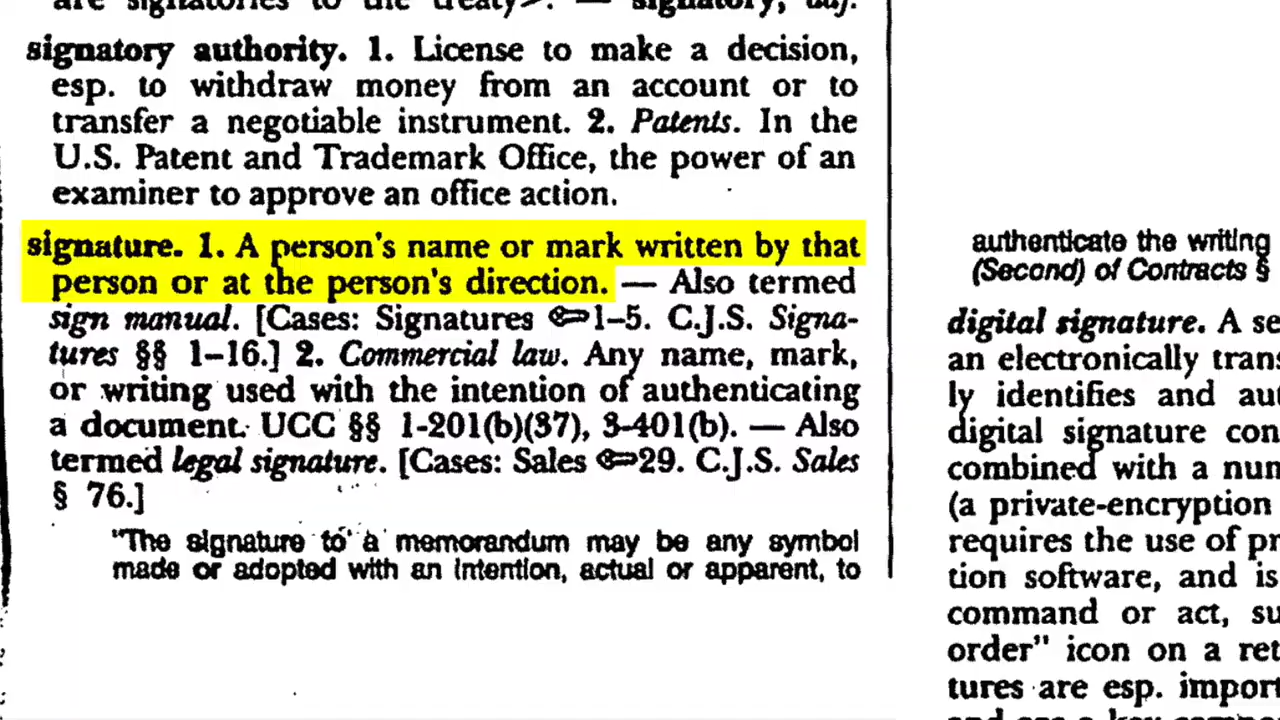 are signatories to the treaty>. — signatory, adj.
signatory authority. 1. License to make a decision,
esp. to withdraw money from an account or to
transfer a negotiable instrument. 2. Patents. In the
U.S. Patent and Trademark Office, the power of an
examiner to approve an office action.
signature. 1. A person's name or mark written by that
person or at the person's direction. — Also termed
sign manual. [Cases: Signatures 1–5. C.J.S. Signa-
tures §§ 1–16.] 2. Commercial law. Any name, mark,
or writing used with the intention of authenticating
a document. UCC §§ 1-201(b)(37), 3-401(b). — Also
termed legal signature. [Cases: Sales 29. C.J.S. Sales
§ 76.]
"The signature to a memorandum may be any symbol
made or adopted with an intention, actual or apparent, to
authenticate the writing
(Second) of Contracts §
digital signature. A se
an electronically trans
ly identifies and aut
digital signature con
combined with a num
(a private-encryption
requires the use of pr
tion software, and is
command or act, su
order" icon on a ret
tures are esp. import